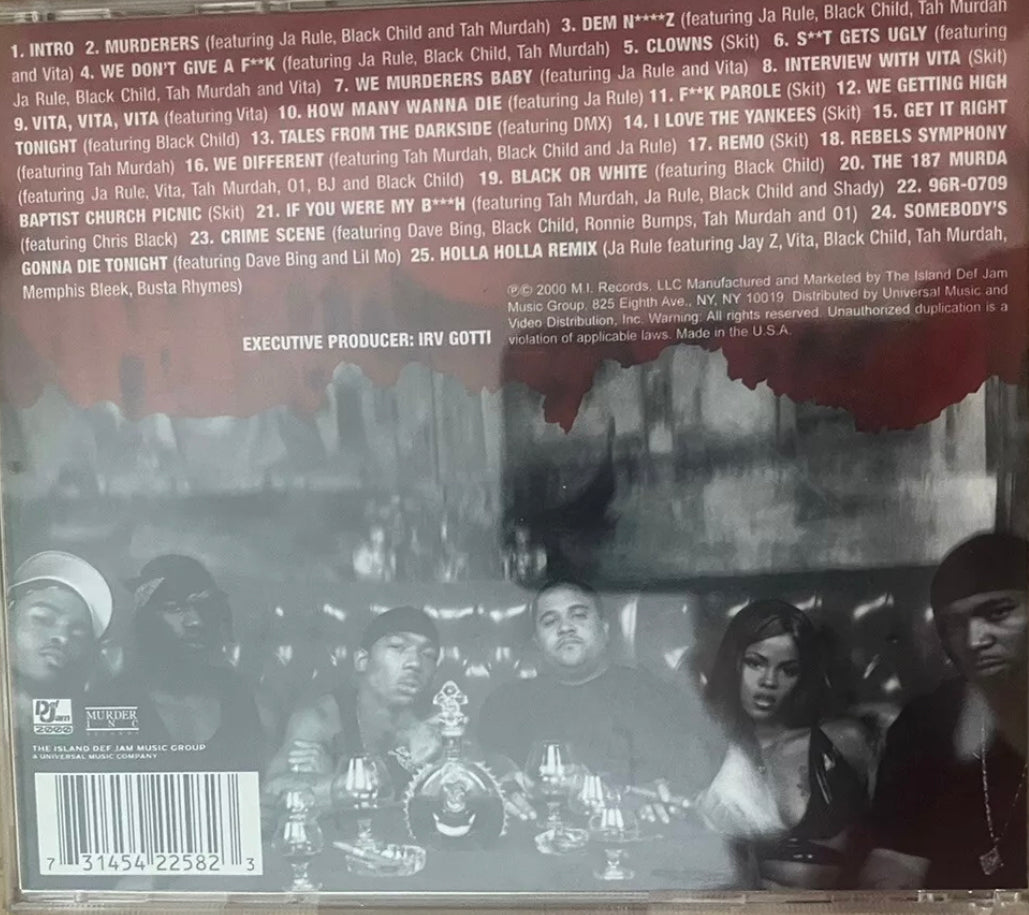 1. INTRO 2. MURDERERS (featuring Ja Rule, Black Child and Tah Murdah) 3. DEM N****Z (featuring Ja Rule, Black Child, Tah Murdah
and Vita) 4. WE DON'T GIVE A F**K (featuring Ja Rule, Black Child, Tah Murdah) 5. CLOWNS (Skit) 6. S**T GETS UGLY (featuring
Ja Rule, Black Child, Tah Murdah and Vita) 7. WE MURDERERS BABY (featuring Ja Rule and Vita) 8. INTERVIEW WITH VITA (Skit)
9. VITA, VITA, VITA (featuring Vita) 10. HOW MANY WANNA DIE (featuring Ja Rule) 11. F**K PAROLE (Skit) 12. WE GETTING HIGH
TONIGHT (featuring Black Child) 13. TALES FROM THE DARKSIDE (featuring DMX) 14. I LOVE THE YANKEES (Skit) 15. GET IT RIGHT
(featuring Tah Murdah) 16. WE DIFFERENT (featuring Tah Murdah, Black Child and Ja Rule) 17. REMO (Skit) 18. REBELS SYMPHONY
(featuring Ja Rule, Vita, Tah Murdah, 01, BJ and Black Child) 19. BLACK OR WHITE (featuring Black Child) 20. THE 187 MURDA
BAPTIST CHURCH PICNIC (Skit) 21. IF YOU WERE MY B***H (featuring Tah Murdah, Ja Rule, Black Child and Shady) 22. 96R-0709
(featuring Chris Black) 23. CRIME SCENE (featuring Dave Bing, Black Child, Ronnie Bumps, Tah Murdah and 01) 24. SOMEBODY'S
GONNA DIE TONIGHT (featuring Dave Bing and Lil Mo) 25. HOLLA HOLLA REMIX (Ja Rule featuring Jay Z, Vita, Black Child, Tah Murdah,
Memphis Bleek, Busta Rhymes)
℗© 2000 M.I. Records, LLC Manufactured and Marketed by The Island Def Jam
Music Group, 825 Eighth Ave., NY, NY 10019 Distributed by Universal Music and
Video Distribution, Inc. Warning: All rights reserved. Unauthorized duplication is a
violation of applicable laws. Made in the U.S.A.
EXECUTIVE PRODUCER: IRV GOTTI
Def Jam
2000
MURDER
INC
THE ISLAND DEF JAM MUSIC GROUP
A UNIVERSAL MUSIC COMPANY
7 31454 22582 3